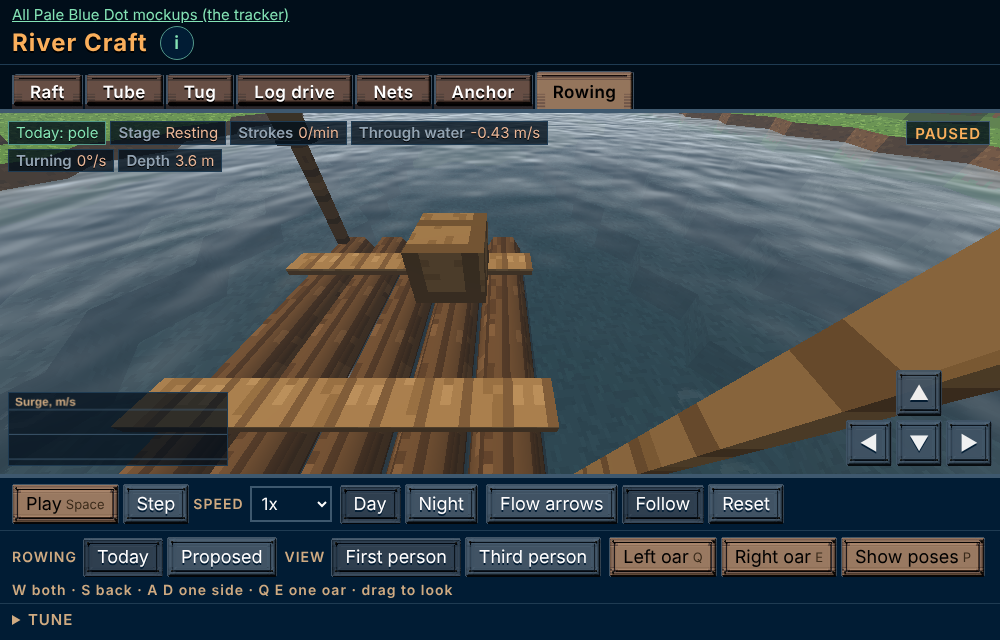 All Pale Blue Dot mockups (the tracker)
River Craft i
Raft Tube Tug Log drive Nets Anchor Rowing
Today: pole Stage Resting Strokes 0/min Through water -0.43 m/s PAUSED
Turning 0°/s Depth 3.6 m
Surge, m/s
Play Space Step SPEED 1x Day Night Flow arrows Follow Reset
ROWING Today Proposed VIEW First person Third person Left oar Q Right oar E Show poses P
W both · S back · A D one side · Q E one oar · drag to look
TUNE